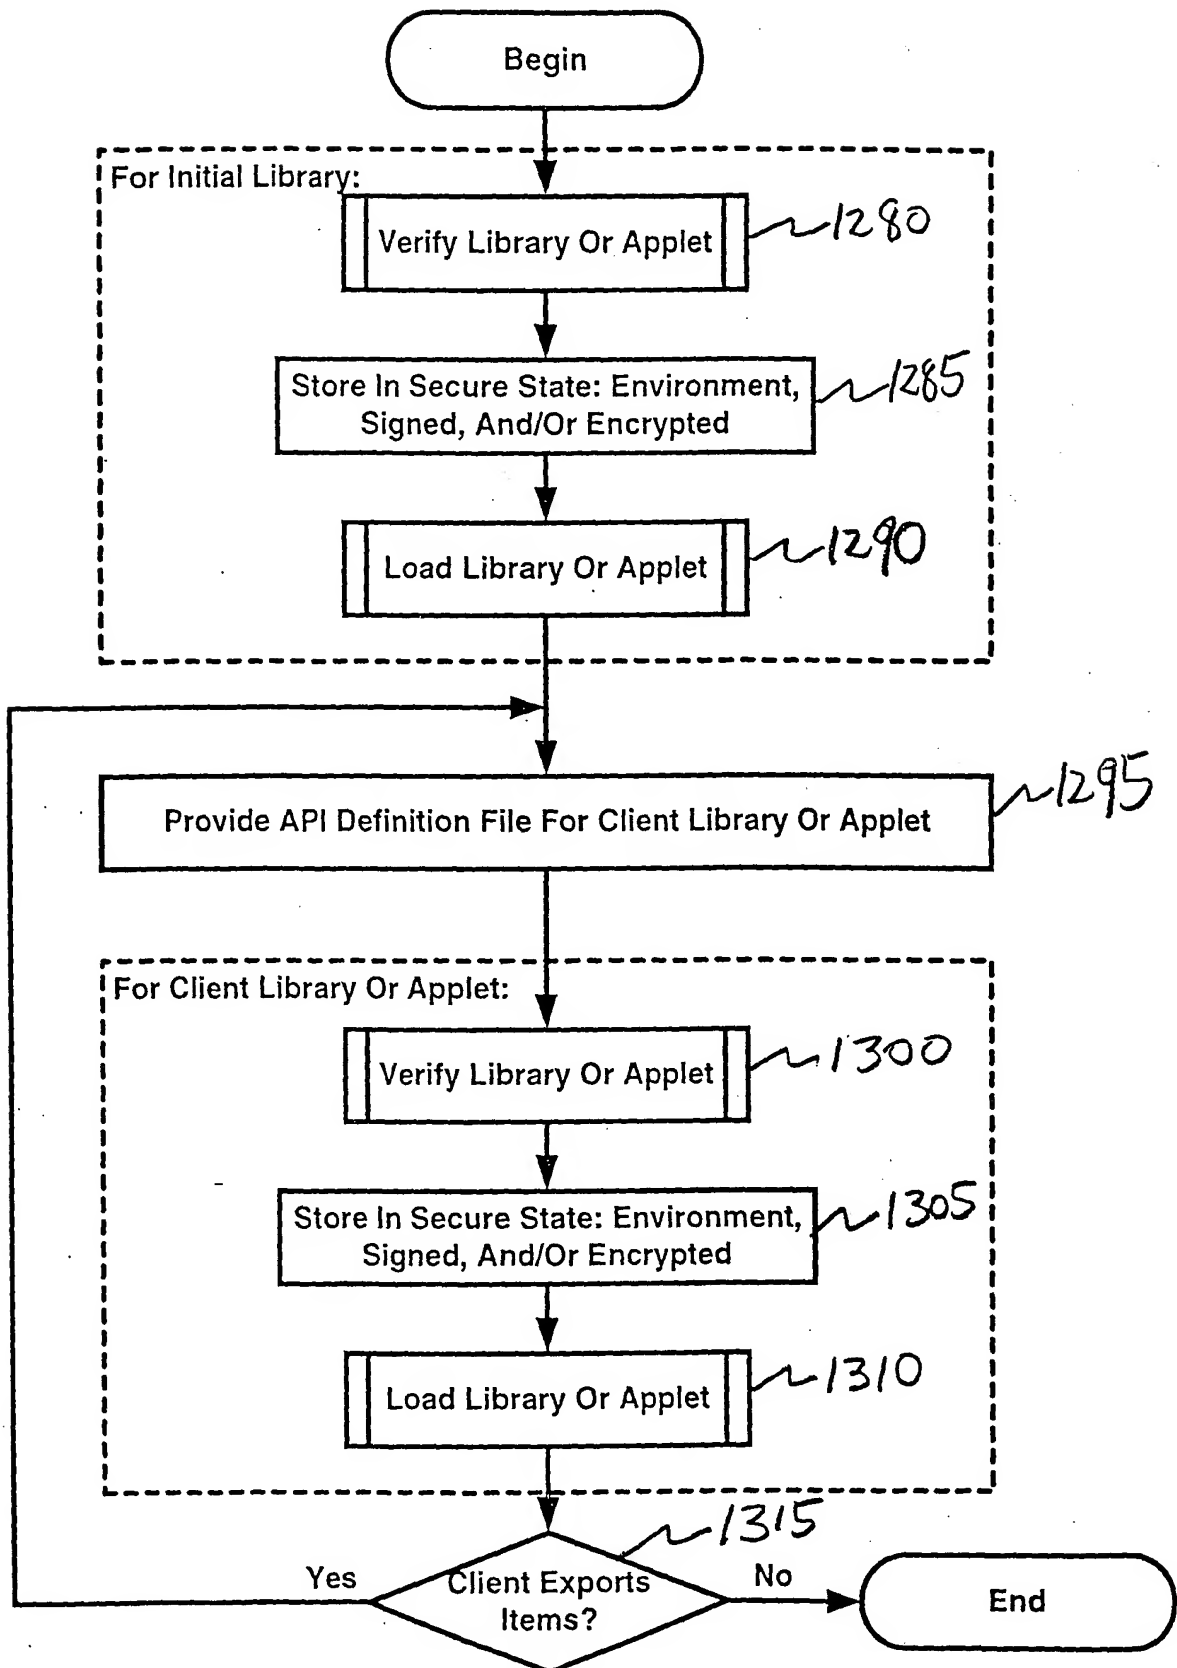 Begin
For Initial Library:
Verify Library Or Applet
1280
Store In Secure State: Environment,
Signed, And/Or Encrypted
1285
Load Library Or Applet
1290
Provide API Definition File For Client Library Or Applet
1295
For Client Library Or Applet:
Verify Library Or Applet
1300
Store In Secure State: Environment,
Signed, And/Or Encrypted
1305
Load Library Or Applet
1310
1315
Yes
Client Exports
Items?
No
End